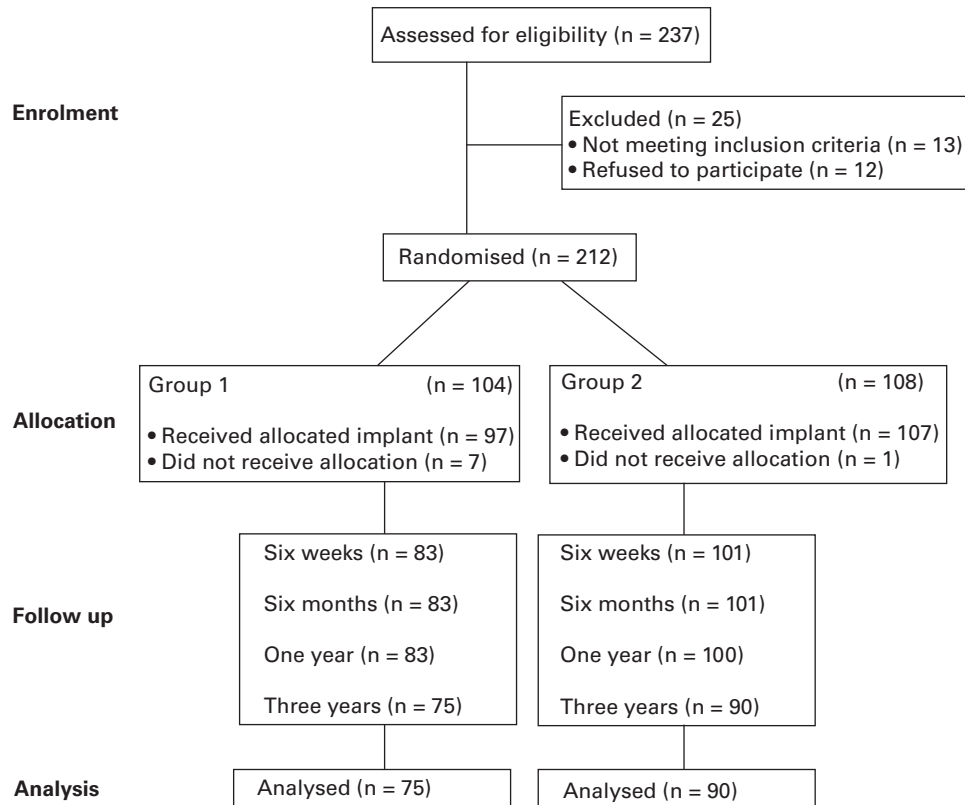 Assessed for eligibility (n = 237)
Enrolment
Excluded (n = 25)
• Not meeting inclusion criteria (n = 13)
• Refused to participate (n = 12)
Randomised (n = 212)
Allocation
Group 1 (n = 104)
• Received allocated implant (n = 97)
• Did not receive allocation (n = 7)
Group 2 (n = 108)
• Received allocated implant (n = 107)
• Did not receive allocation (n = 1)
Follow up
Six weeks (n = 83)
Six months (n = 83)
One year (n = 83)
Three years (n = 75)
Six weeks (n = 101)
Six months (n = 101)
One year (n = 100)
Three years (n = 90)
Analysis
Analysed (n = 75)
Analysed (n = 90)